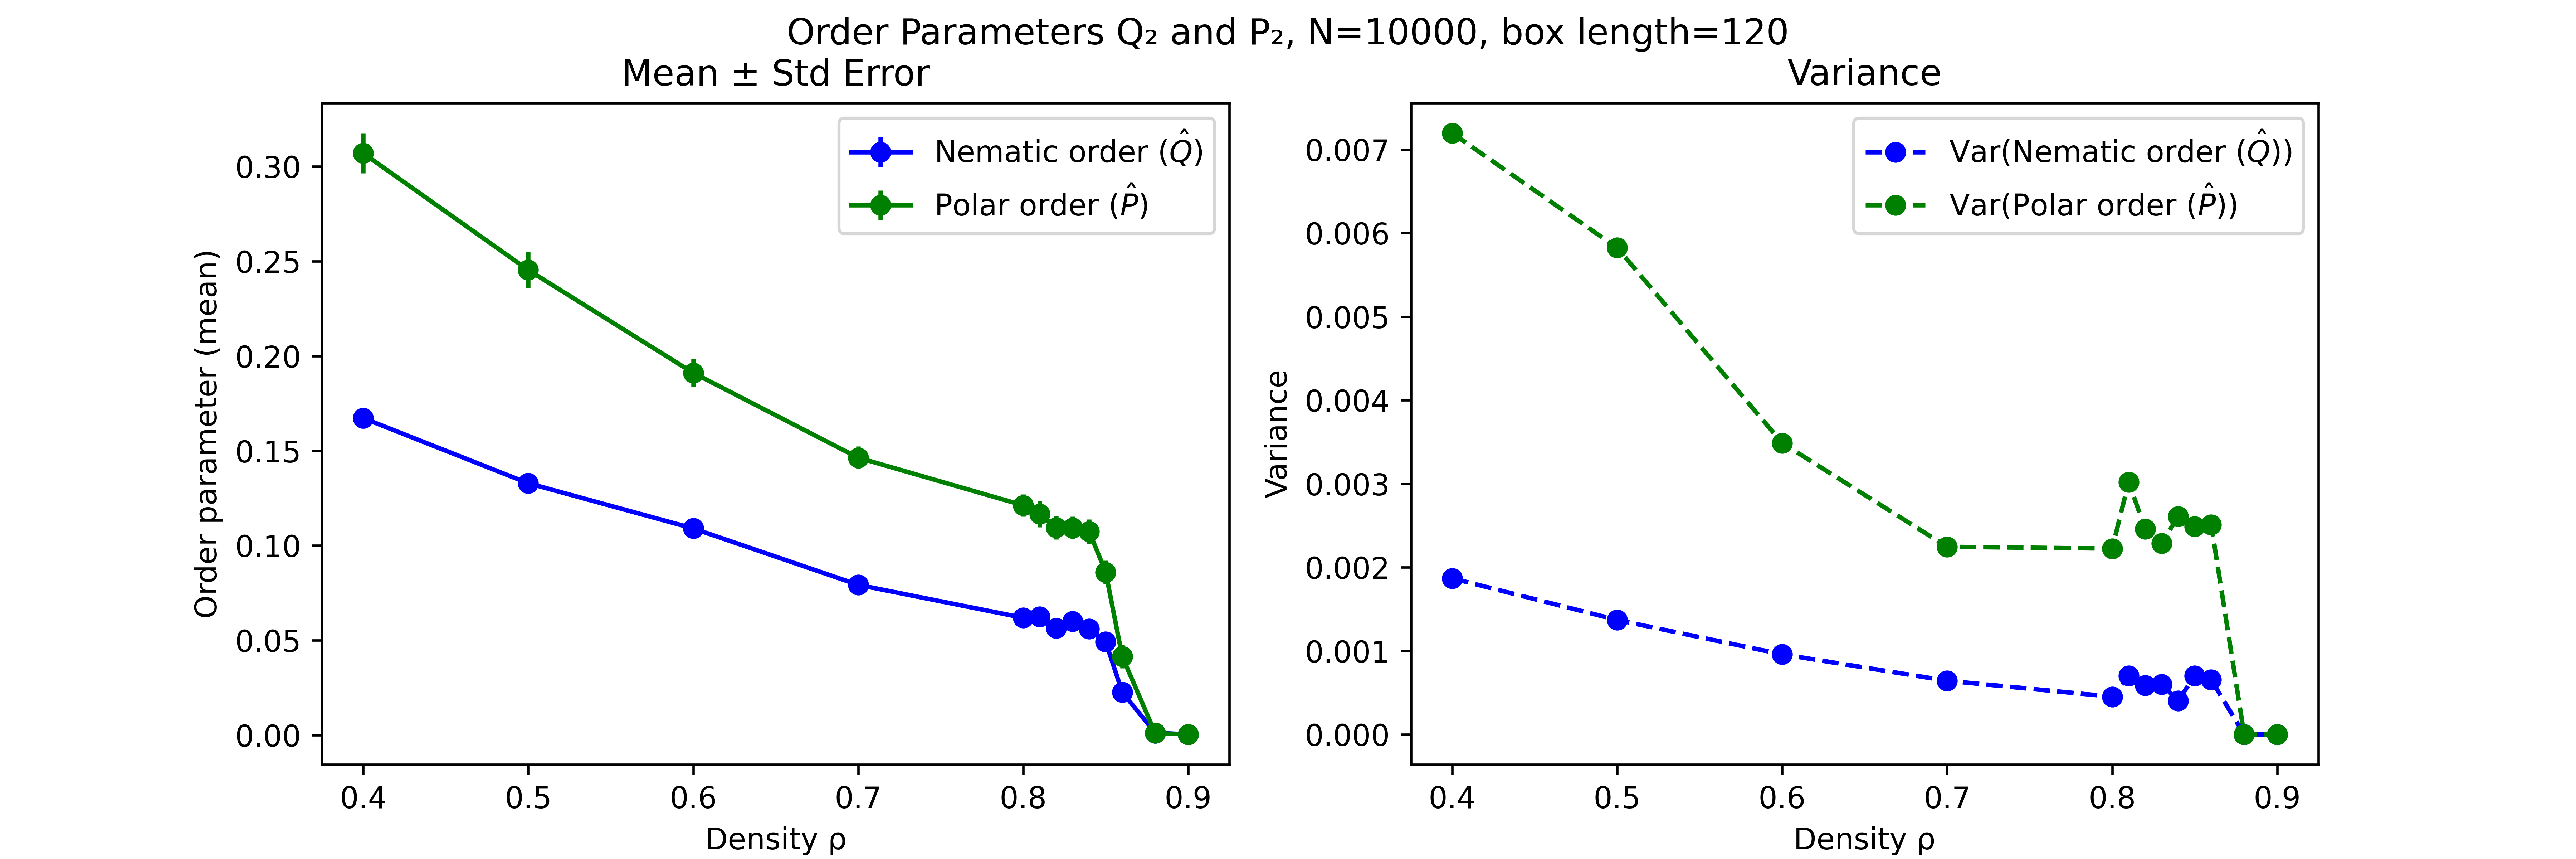 Order Parameters Q₂ and P₂, N=10000, box length=120
Mean ± Std Error
Order parameter (mean)
0.30
0.25
0.20
0.15
0.10
0.05
0.00
0.4 0.5 0.6 0.7 0.8 0.9
Density ρ
Nematic order (Q̂)
Polar order (P̂)
Variance
Variance
0.007
0.006
0.005
0.004
0.003
0.002
0.001
0.000
0.4 0.5 0.6 0.7 0.8 0.9
Density ρ
Var(Nematic order (Q̂))
Var(Polar order (P̂))